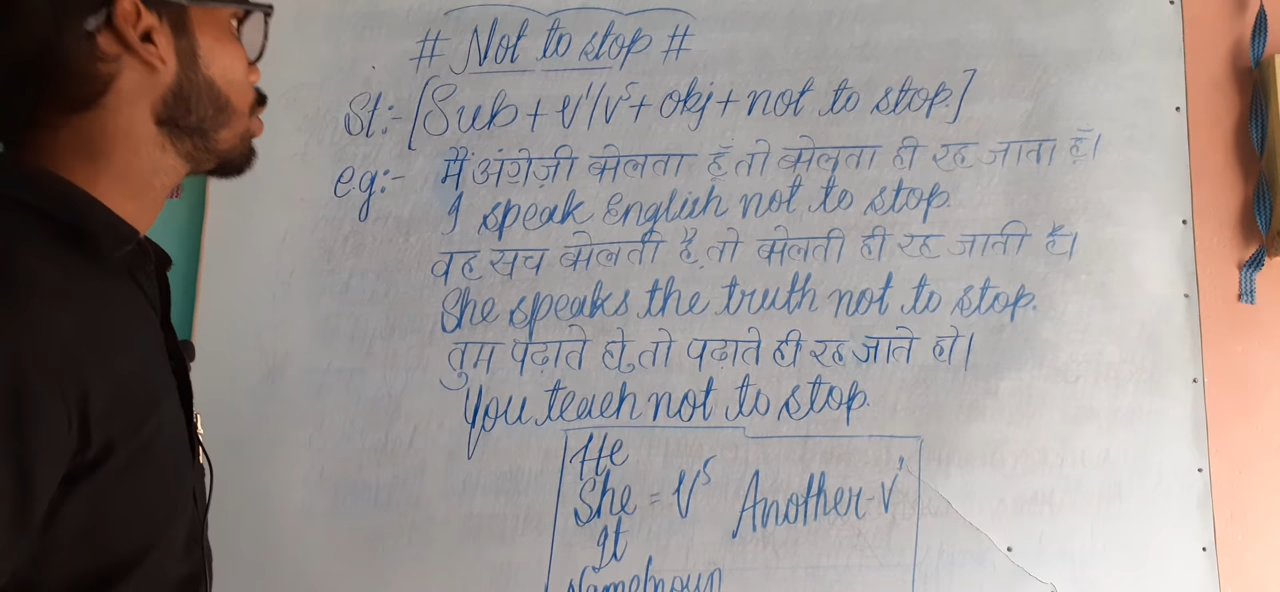 # Not to stop #
St:- [Sub + V¹/V⁵ + obj + not to stop.]
e.g:- मैं अंग्रेज़ी बोलता हूँ तो बोलता ही रह जाता हूँ।
I speak English not to stop.
वह सच बोलती है, तो बोलती ही रह जाती है।
She speaks the truth not to stop.
तुम पढ़ाते हो, तो पढ़ाते ही रह जाते हो।
You teach not to stop.
He
She = V⁵ Another - V¹
It
Name/noun